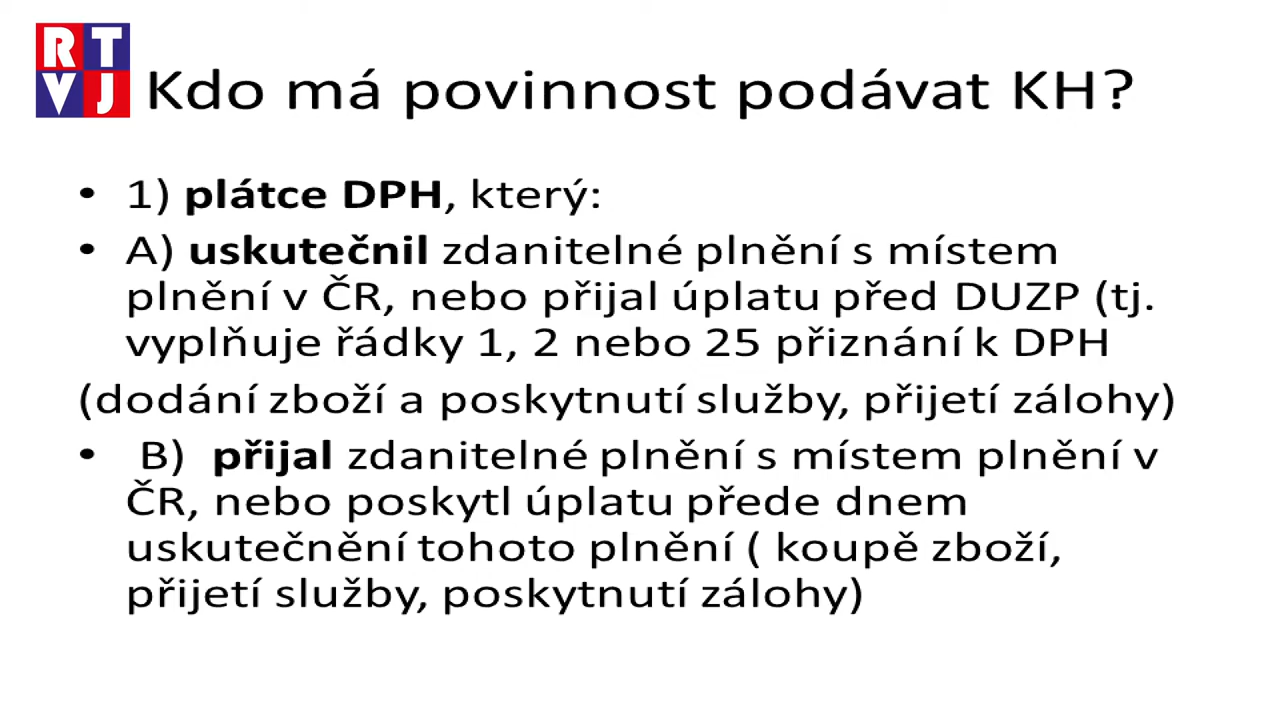 RT
VJ
Kdo má povinnost podávat KH?
• 1) plátce DPH, který:
• A) uskutečnil zdanitelné plnění s místem
plnění v ČR, nebo přijal úplatu před DUZP (tj.
vyplňuje řádky 1, 2 nebo 25 přiznání k DPH
(dodání zboží a poskytnutí služby, přijetí zálohy)
• B) přijal zdanitelné plnění s místem plnění v
ČR, nebo poskytl úplatu přede dnem
uskutečnění tohoto plnění ( koupě zboží,
přijetí služby, poskytnutí zálohy)